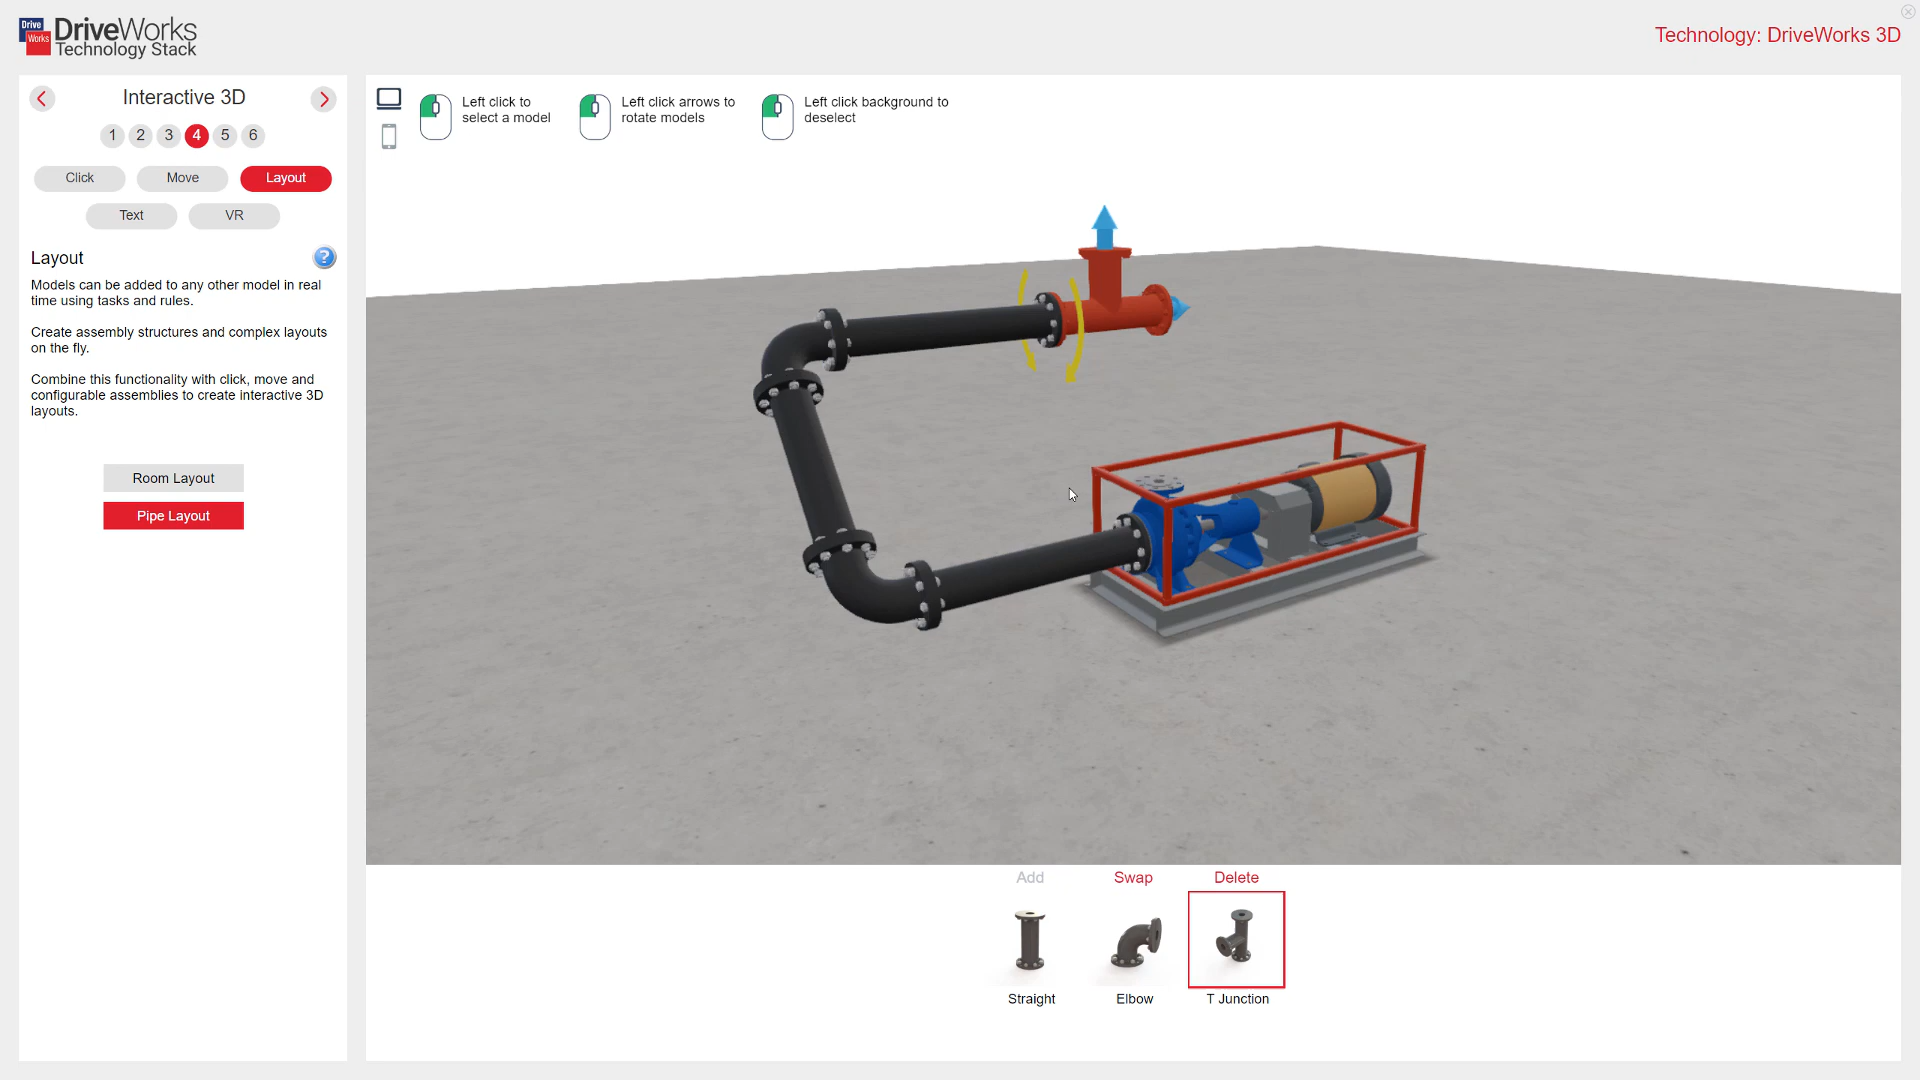 Drive
Works
DriveWorks
Technology Stack
Technology: DriveWorks 3D
Interactive 3D
1 2 3 4 5 6
Click Move Layout
Text VR
Layout
?
Models can be added to any other model in real
time using tasks and rules.
Create assembly structures and complex layouts
on the fly.
Combine this functionality with click, move and
configurable assemblies to create interactive 3D
layouts.
Room Layout
Pipe Layout
Left click to
select a model
Left click arrows to
rotate models
Left click background to
deselect
Add Swap Delete
Straight Elbow T Junction